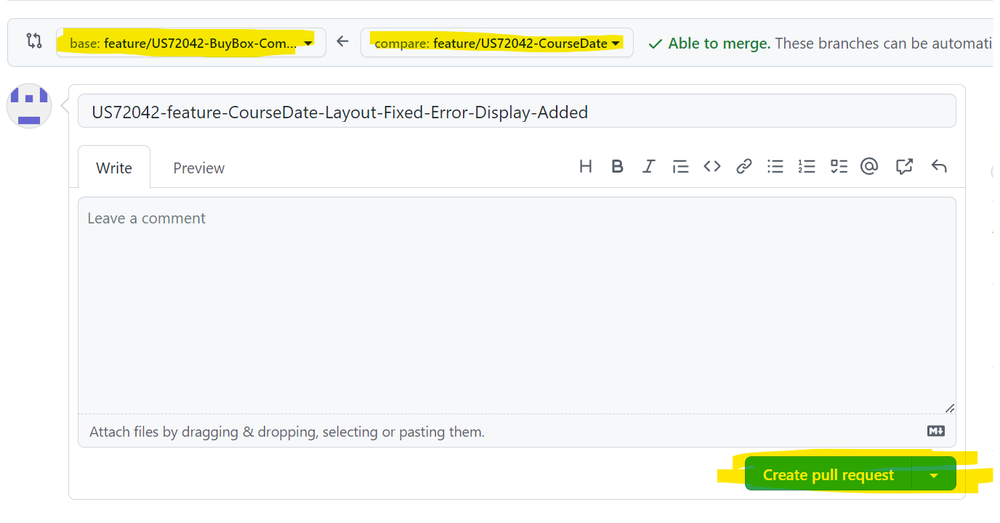 base: feature/US72042-BuyBox-Com... compare: feature/US72042-CourseDate Able to merge. These branches can be automati
US72042-feature-CourseDate-Layout-Fixed-Error-Display-Added
Write Preview
Leave a comment
Attach files by dragging & dropping, selecting or pasting them.
Create pull request